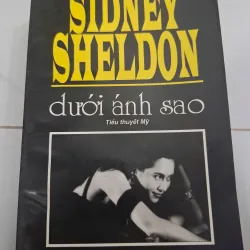 SIDNEY
SHELDON
dưới ánh sao
Tiểu thuyết Mỹ